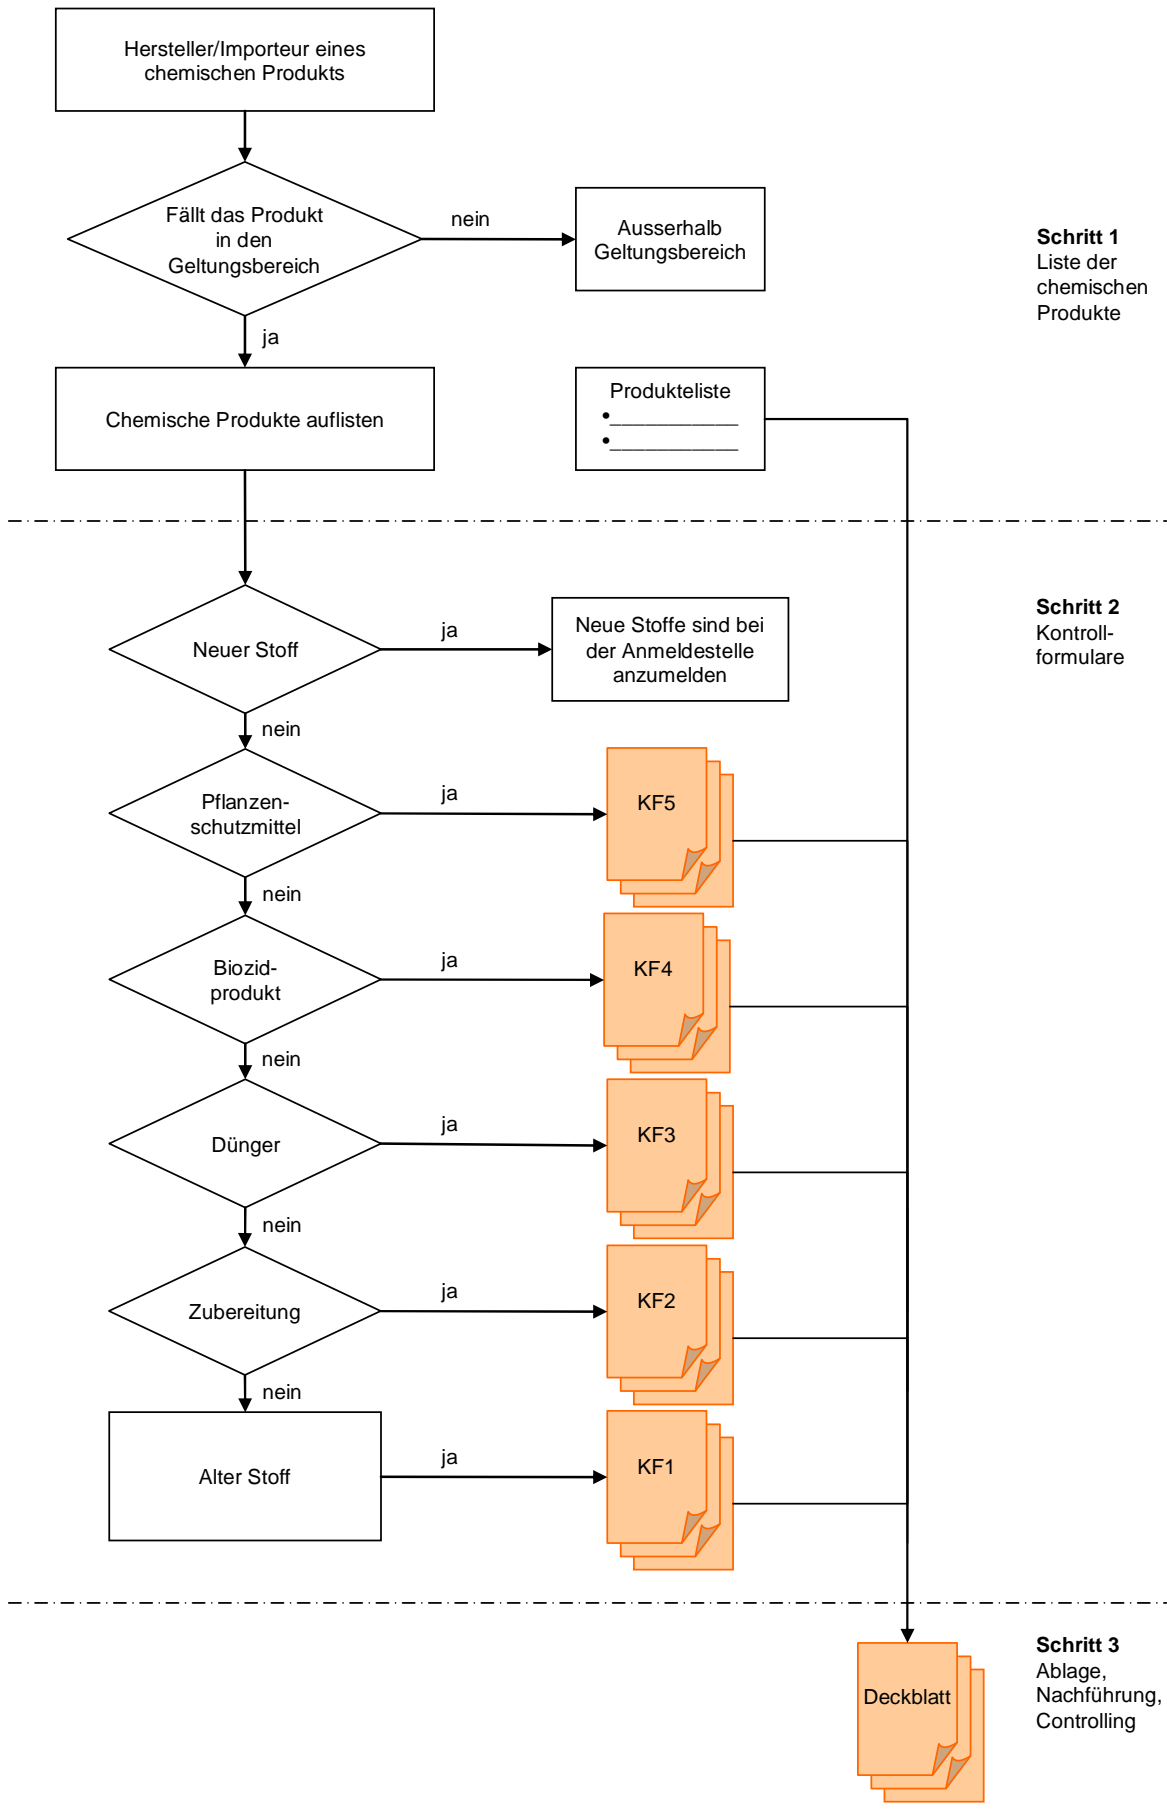 Hersteller/Importeur eines
chemischen Produkts
Fällt das Produkt
in den
Geltungsbereich
nein
Ausserhalb
Geltungsbereich
Schritt 1
Liste der
chemischen
Produkte
ja
Chemische Produkte auflisten
Produkteliste
•___________
•___________
Neuer Stoff
ja
Neue Stoffe sind bei
der Anmeldestelle
anzumelden
Schritt 2
Kontroll-
formulare
nein
Pflanzen-
schutzmittel
ja
KF5
nein
Biozid-
produkt
ja
KF4
nein
Dünger
ja
KF3
nein
Zubereitung
ja
KF2
nein
Alter Stoff
ja
KF1
Deckblatt
Schritt 3
Ablage,
Nachführung,
Controlling